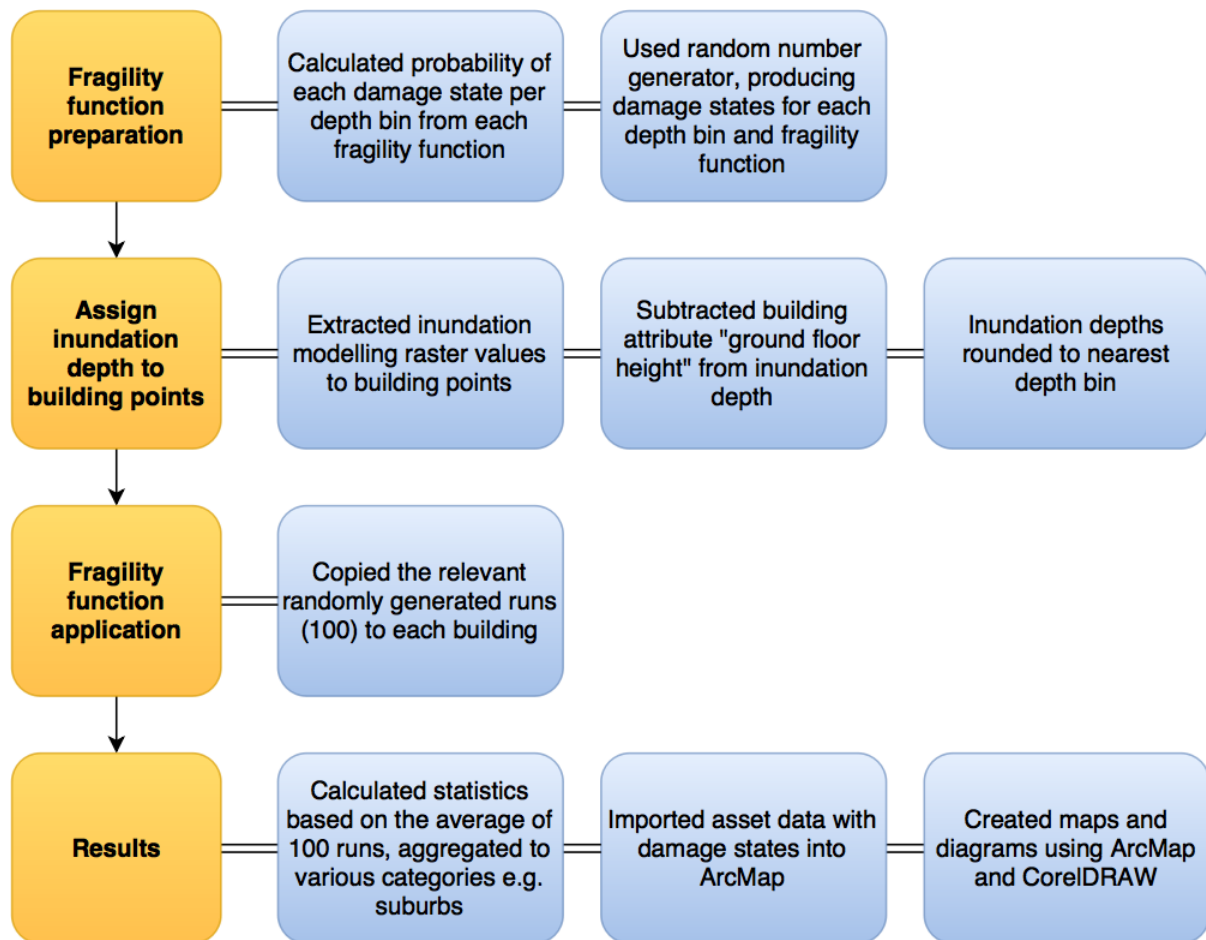 Fragility
function
preparation
Calculated probability of
each damage state per
depth bin from each
fragility function
Used random number
generator, producing
damage states for each
depth bin and fragility
function
Assign
inundation
depth to
building points
Extracted inundation
modelling raster values
to building points
Subtracted building
attribute "ground floor
height" from inundation
depth
Inundation depths
rounded to nearest
depth bin
Fragility
function
application
Copied the relevant
randomly generated runs
(100) to each building
Results
Calculated statistics
based on the average of
100 runs, aggregated to
various categories e.g.
suburbs
Imported asset data with
damage states into
ArcMap
Created maps and
diagrams using ArcMap
and CorelDRAW